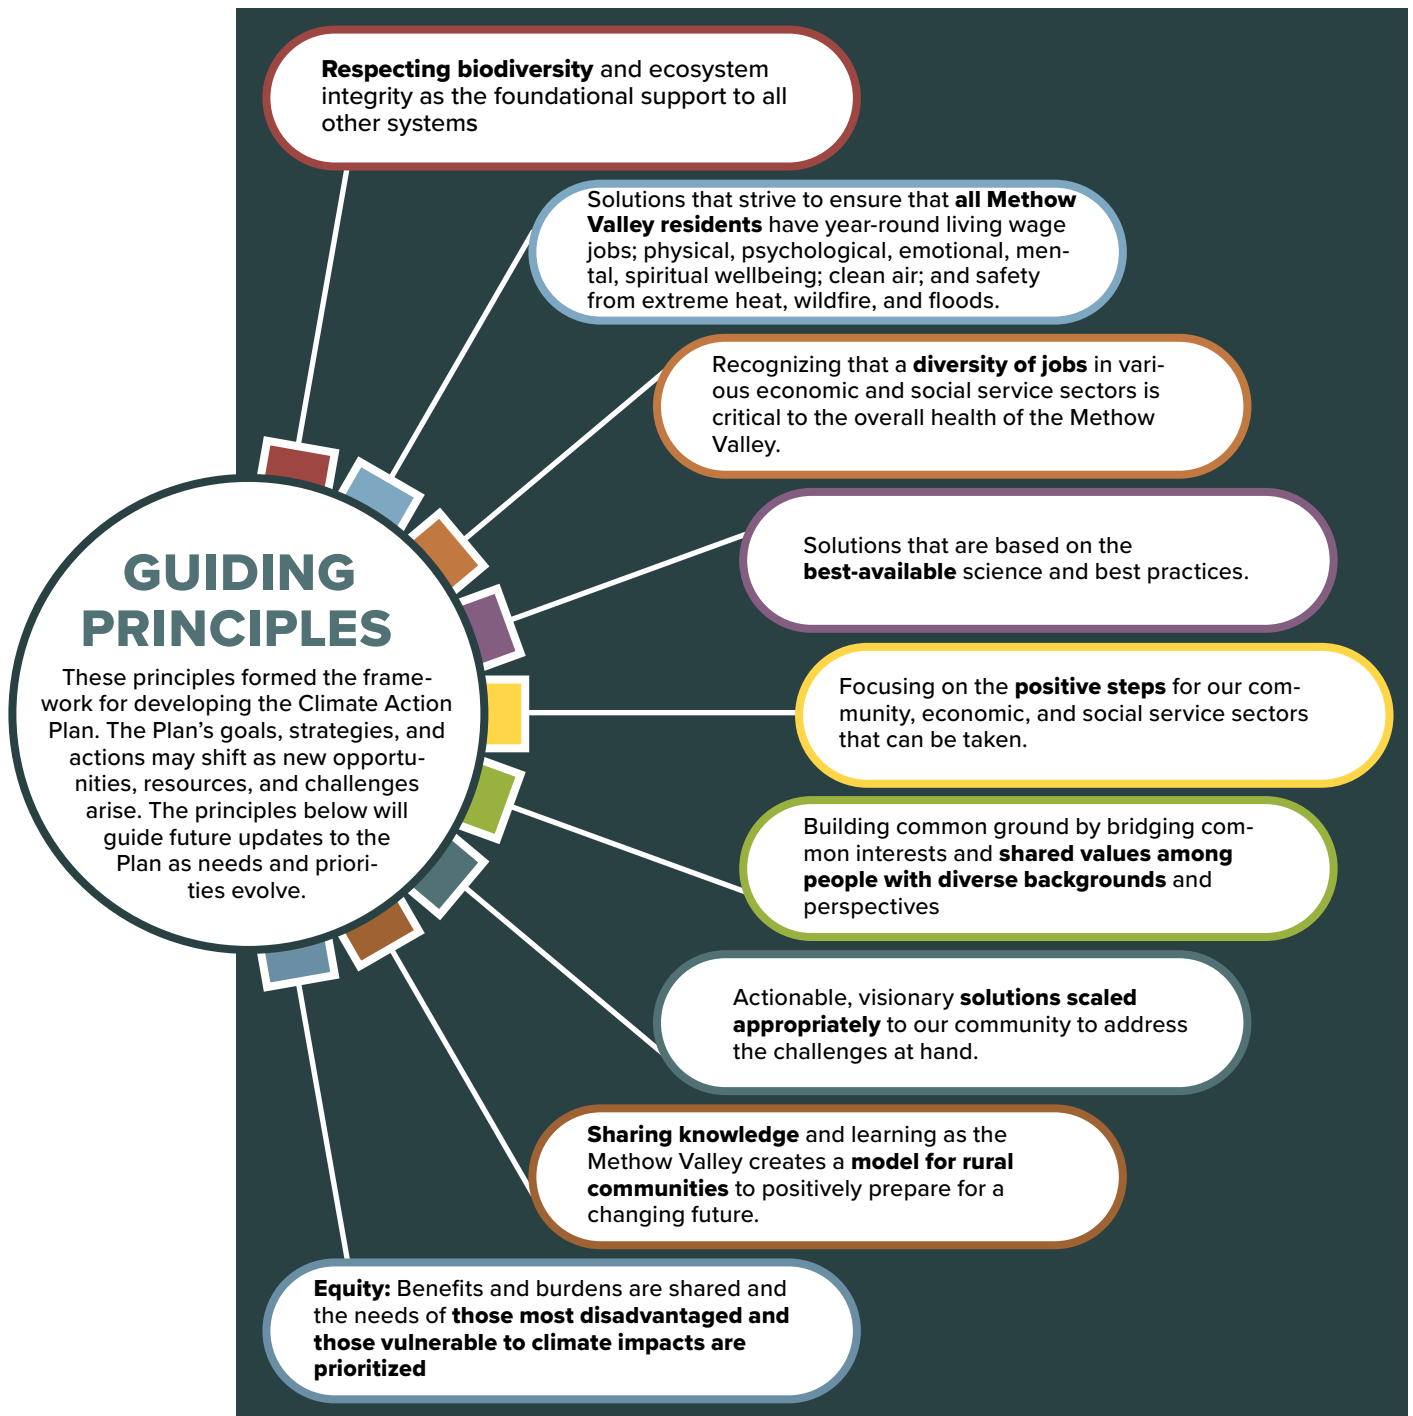 GUIDING
PRINCIPLES
These principles formed the frame-
work for developing the Climate Action
Plan. The Plan’s goals, strategies, and
actions may shift as new opportu-
nities, resources, and challenges
arise. The principles below will
guide future updates to the
Plan as needs and priori-
ties evolve.
Respecting biodiversity and ecosystem
integrity as the foundational support to all
other systems
Solutions that strive to ensure that all Methow
Valley residents have year-round living wage
jobs; physical, psychological, emotional, men-
tal, spiritual wellbeing; clean air; and safety
from extreme heat, wildfire, and floods.
Recognizing that a diversity of jobs in vari-
ous economic and social service sectors is
critical to the overall health of the Methow
Valley.
Solutions that are based on the
best-available science and best practices.
Focusing on the positive steps for our com-
munity, economic, and social service sectors
that can be taken.
Building common ground by bridging com-
mon interests and shared values among
people with diverse backgrounds and
perspectives
Actionable, visionary solutions scaled
appropriately to our community to address
the challenges at hand.
Sharing knowledge and learning as the
Methow Valley creates a model for rural
communities to positively prepare for a
changing future.
Equity: Benefits and burdens are shared and
the needs of those most disadvantaged and
those vulnerable to climate impacts are
prioritized